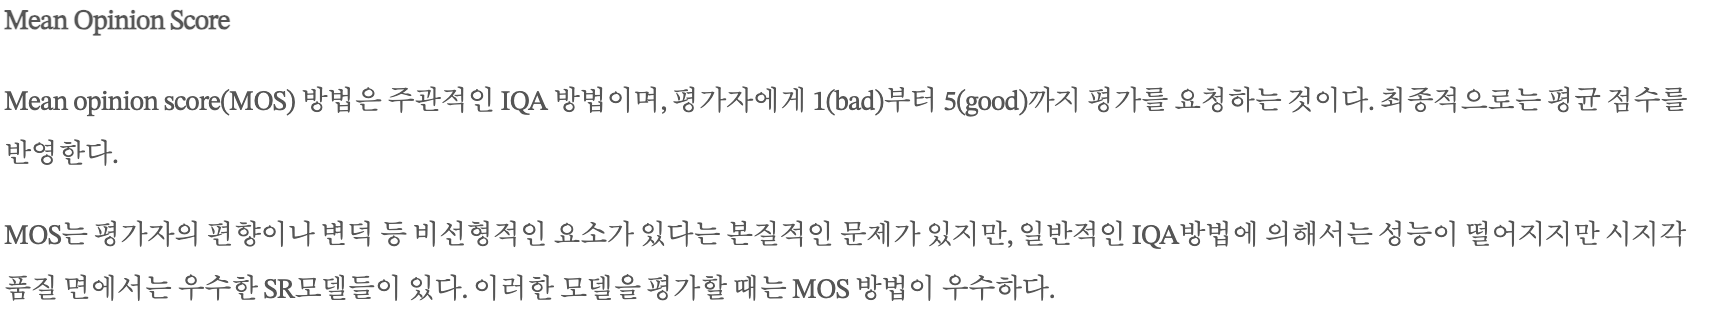 Mean Opinion Score
Mean opinion score(MOS) 방법은 주관적인 IQA 방법이며, 평가자에게 1(bad)부터 5(good)까지 평가를 요청하는 것이다. 최종적으로는 평균 점수를
반영한다.
MOS는 평가자의 편향이나 변덕 등 비선형적인 요소가 있다는 본질적인 문제가 있지만, 일반적인 IQA방법에 의해서는 성능이 떨어지지만 시지각
품질 면에서는 우수한 SR모델들이 있다. 이러한 모델을 평가할 때는 MOS 방법이 우수하다.